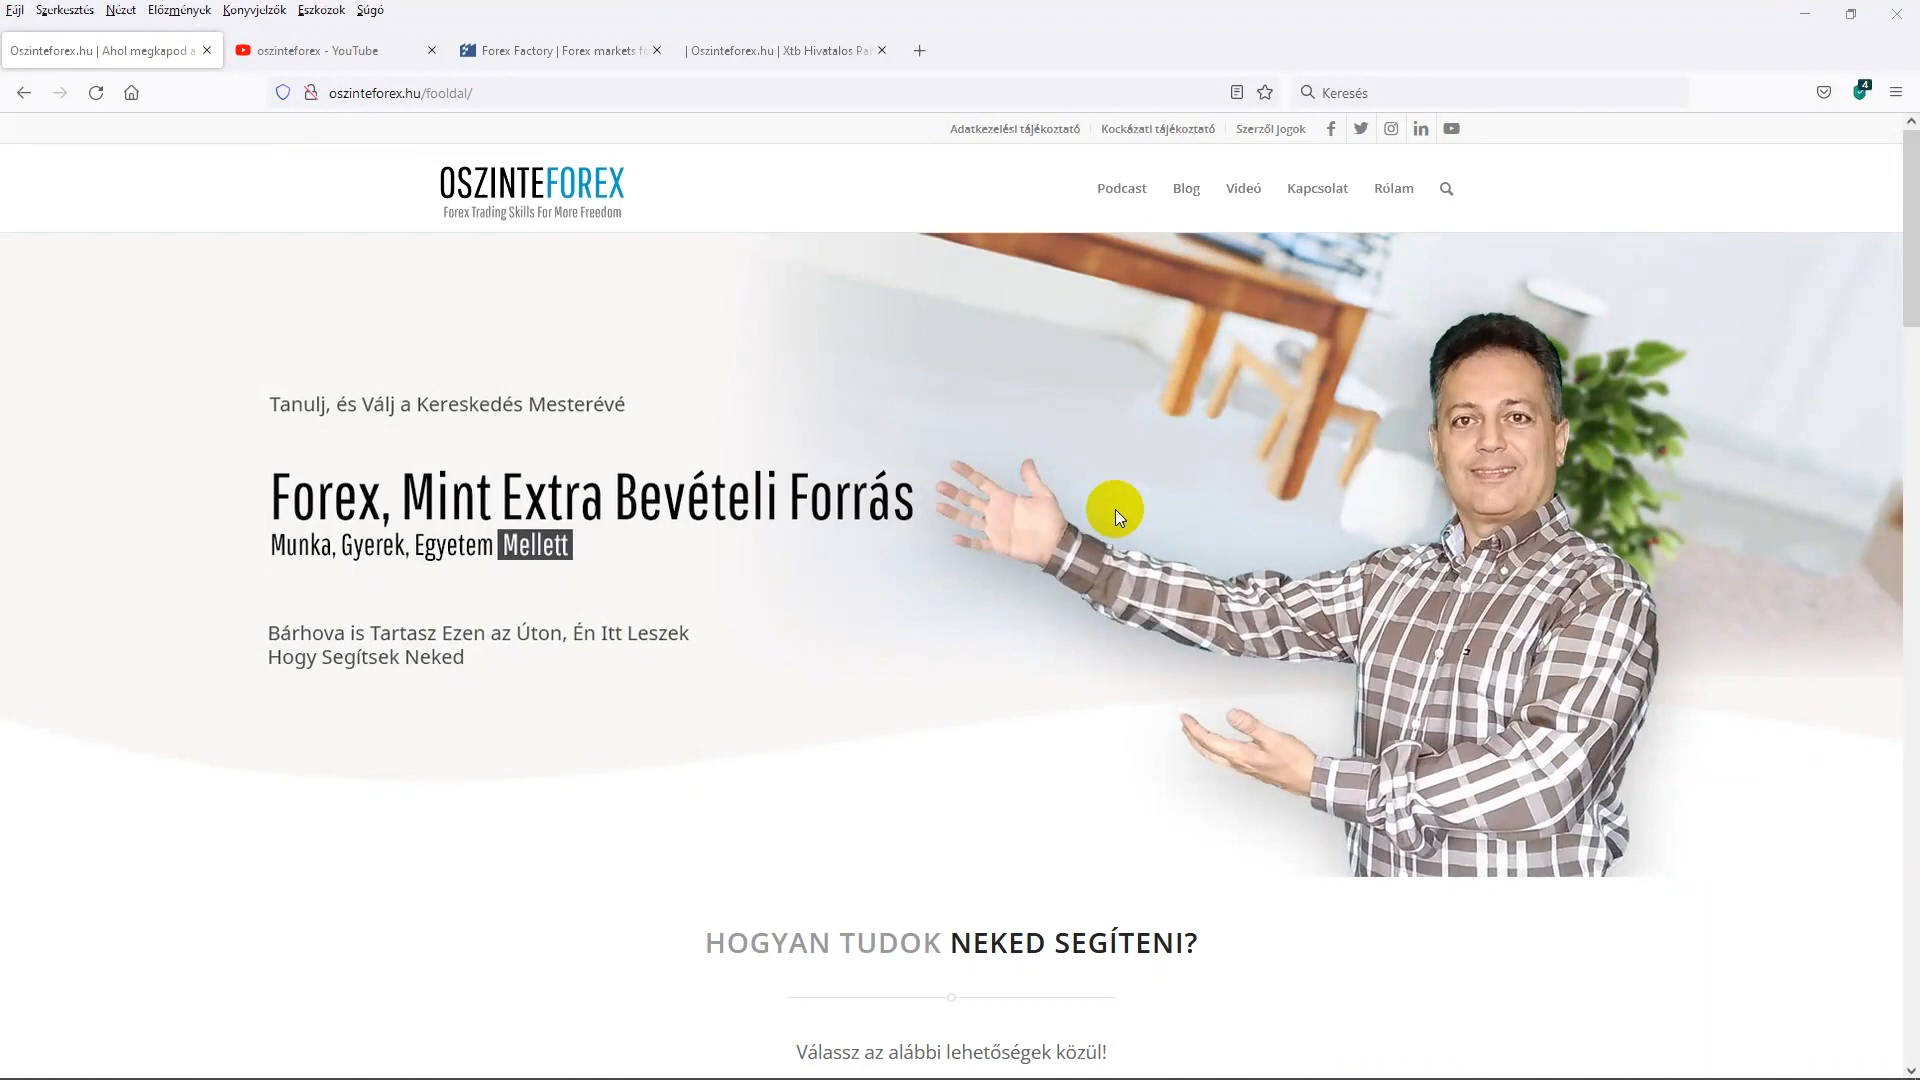 Fájl Szerkesztés Nézet Előzmények Könyvjelzők Eszközök Súgó
Oszinteforex.hu | Ahol megkapod a
oszinteforex - YouTube
Forex Factory | Forex markets fo
| Oszinteforex.hu | Xtb Hivatalos Par
oszinteforex.hu/fooldal/
Keresés
4
Adatkezelési tájékoztató
Kockázati tájékoztató
Szerzői jogok
OSZINTEFOREX
Forex Trading Skills For More Freedom
Podcast
Blog
Videó
Kapcsolat
Rólam
Tanulj, és Válj a Kereskedés Mesterévé
Forex, Mint Extra Bevételi Forrás
Munka, Gyerek, Egyetem Mellett
Bárhova is Tartasz Ezen az Úton, Én Itt Leszek
Hogy Segítsek Neked
HOGYAN TUDOK NEKED SEGÍTENI?
Válassz az alábbi lehetőségek közül!